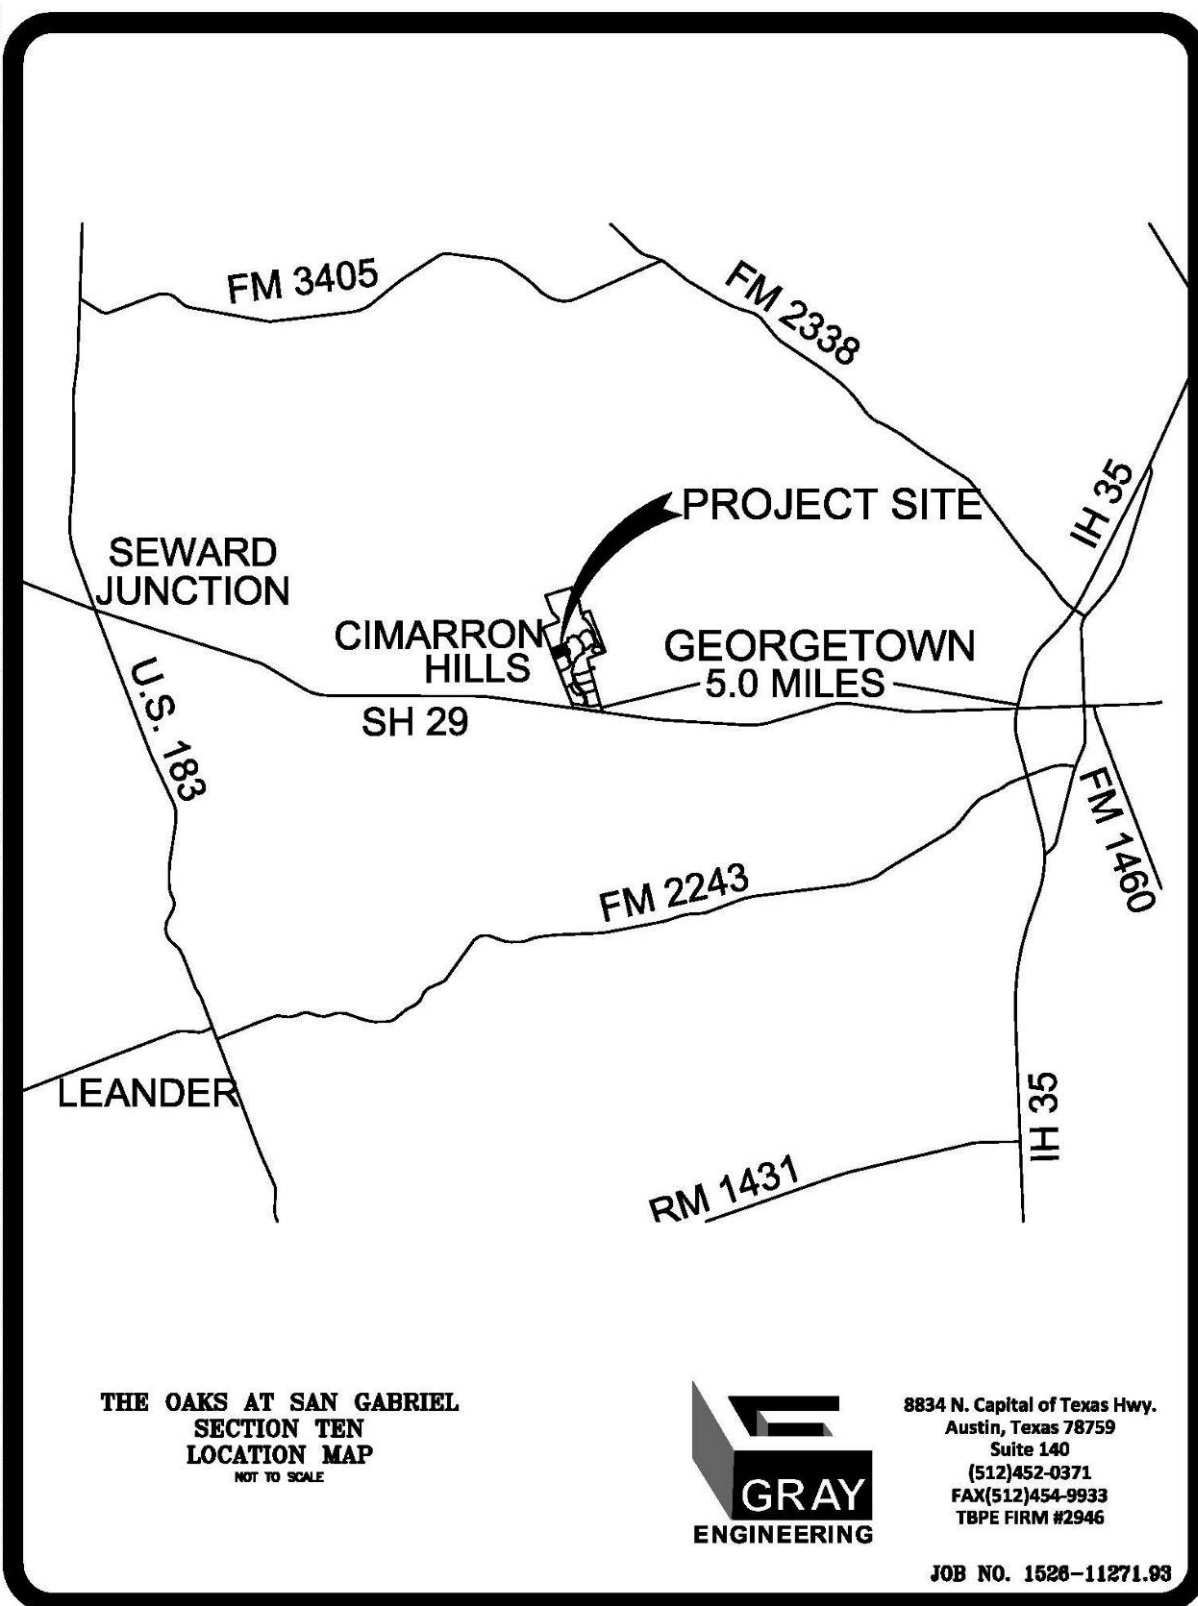 FM 3405
FM 2338
IH 35
PROJECT SITE
SEWARD
JUNCTION
CIMARRON
HILLS
GEORGETOWN
5.0 MILES
U.S. 183
SH 29
FM 1460
FM 2243
LEANDER
IH 35
RM 1431
THE OAKS AT SAN GABRIEL
SECTION TEN
LOCATION MAP
NOT TO SCALE
GRAY
ENGINEERING
8834 N. Capital of Texas Hwy.
Austin, Texas 78759
Suite 140
(512)452-0371
FAX(512)454-9933
TBPE FIRM #2946
JOB NO. 1526-11271.93